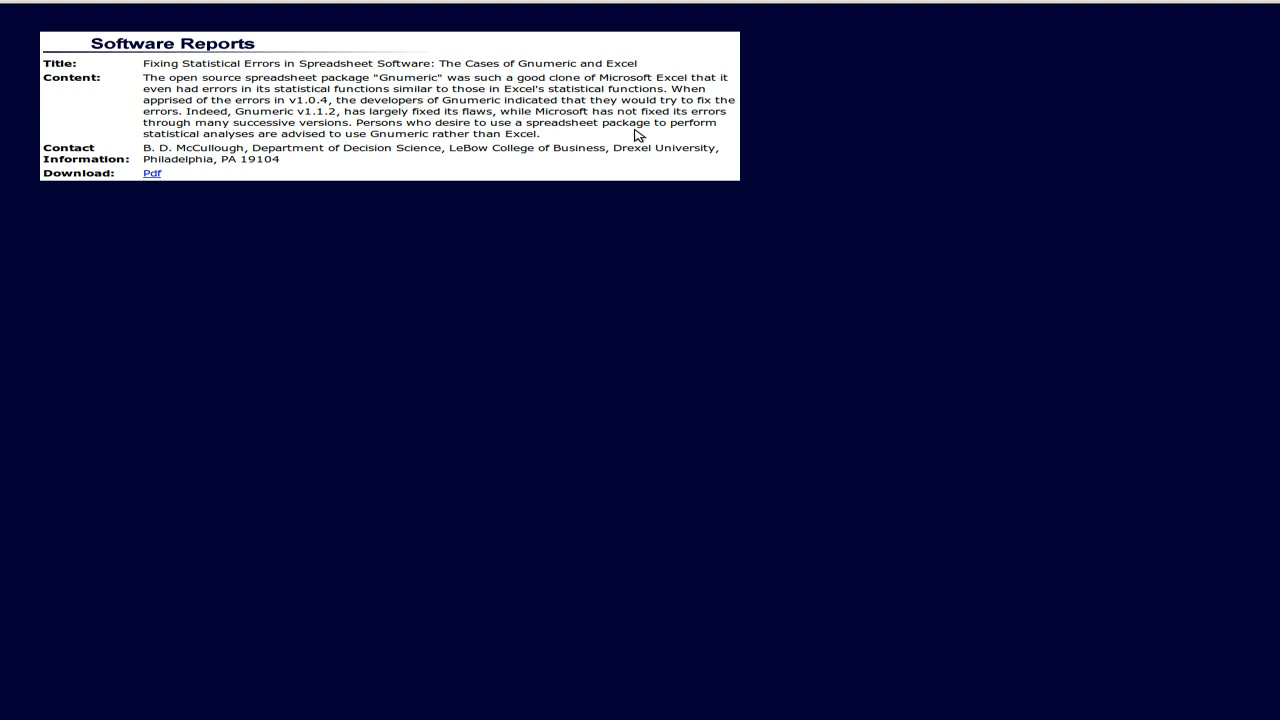 Software Reports
Title: Fixing Statistical Errors in Spreadsheet Software: The Cases of Gnumeric and Excel
Content: The open source spreadsheet package "Gnumeric" was such a good clone of Microsoft Excel that it
even had errors in its statistical functions similar to those in Excel's statistical functions. When
apprised of the errors in v1.0.4, the developers of Gnumeric indicated that they would try to fix the
errors. Indeed, Gnumeric v1.1.2, has largely fixed its flaws, while Microsoft has not fixed its errors
through many successive versions. Persons who desire to use a spreadsheet package to perform
statistical analyses are advised to use Gnumeric rather than Excel.
Contact B. D. McCullough, Department of Decision Science, LeBow College of Business, Drexel University,
Information: Philadelphia, PA 19104
Download: Pdf